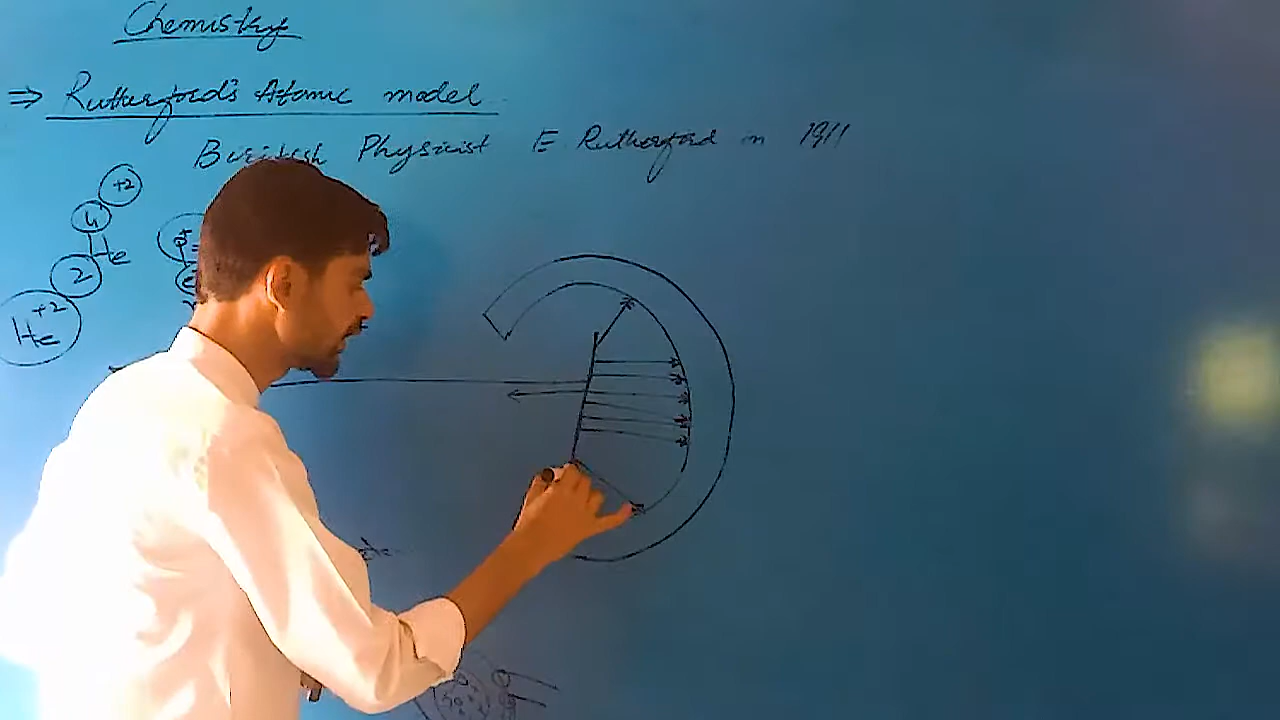 Chemistry
⇒ Rutherford's Atomic model
British Physicist E Rutherford in 1911
+2
4
He
2
He+2